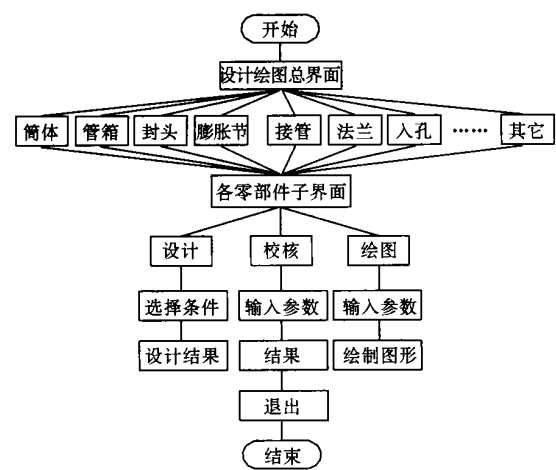 开始
设计绘图总界面
筒体 管箱 封头 膨胀节 接管 法兰 入孔 …… 其它
各零部件子界面
设计 校核 绘图
选择条件 输入参数 输入参数
设计结果 结果 绘制图形
退出
结束